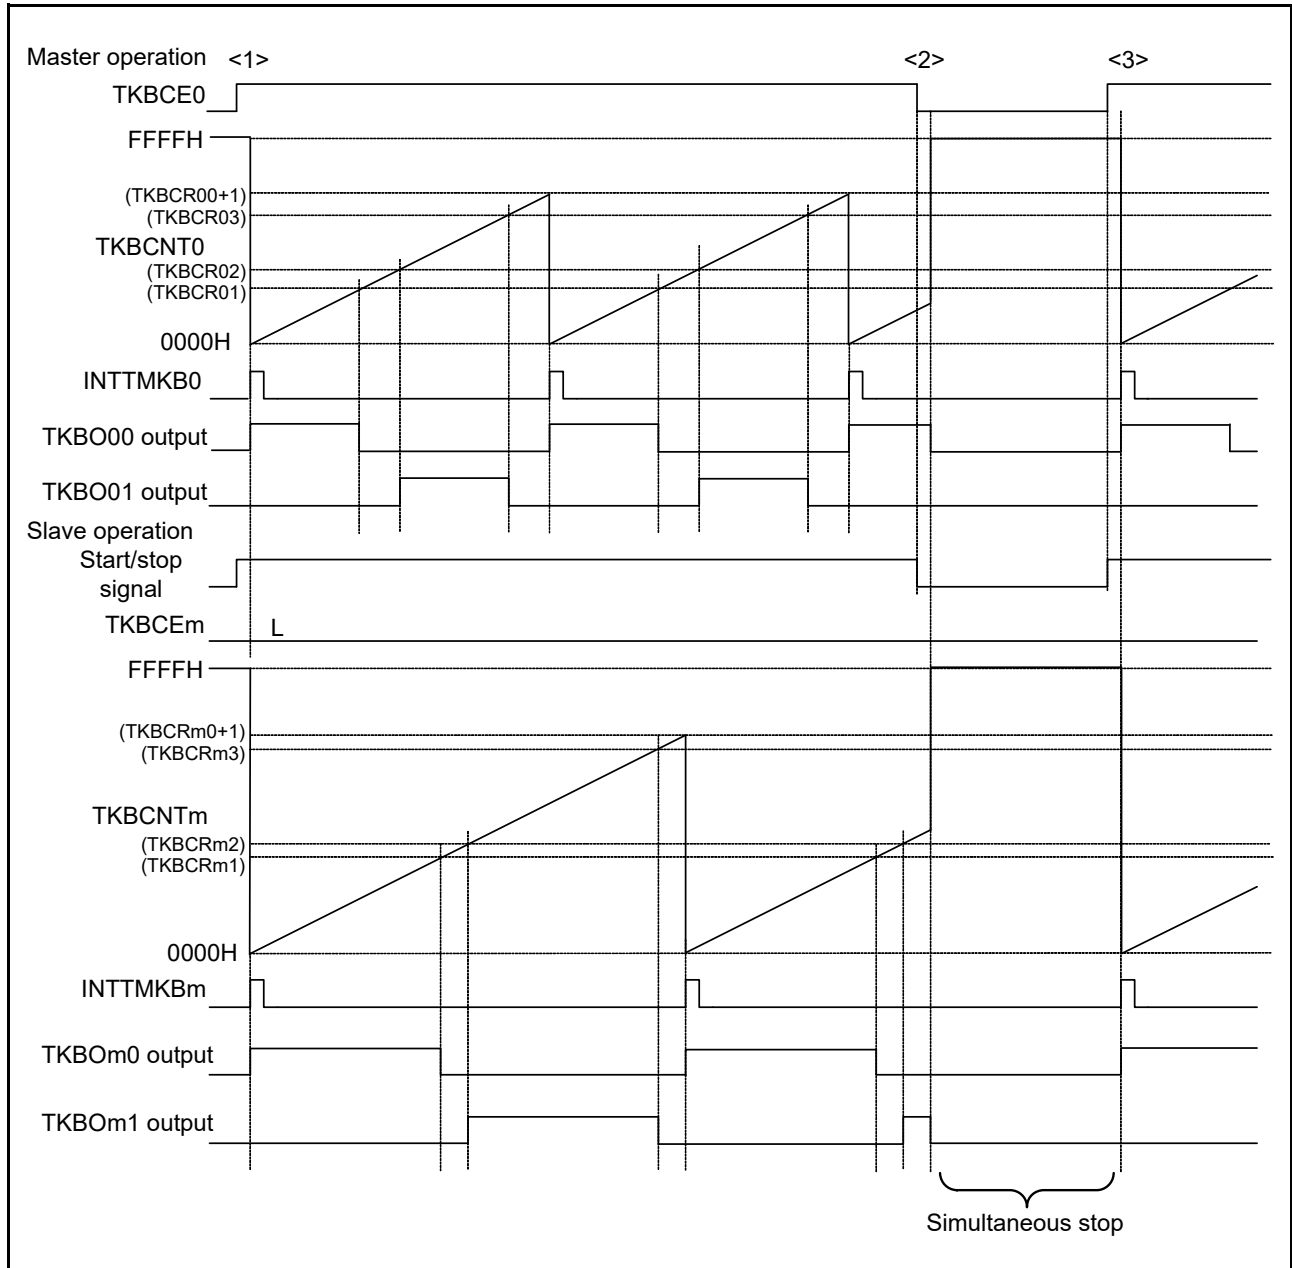 Master operation <1> <2> <3>
TKBCE0
FFFFH
(TKBCR00+1)
(TKBCR03)
TKBCNT0
(TKBCR02)
(TKBCR01)
0000H
INTTMKB0
TKBO00 output
TKBO01 output
Slave operation
Start/stop
signal
TKBCEm L
FFFFH
(TKBCRm0+1)
(TKBCRm3)
TKBCNTm
(TKBCRm2)
(TKBCRm1)
0000H
INTTMKBm
TKBOm0 output
TKBOm1 output
Simultaneous stop